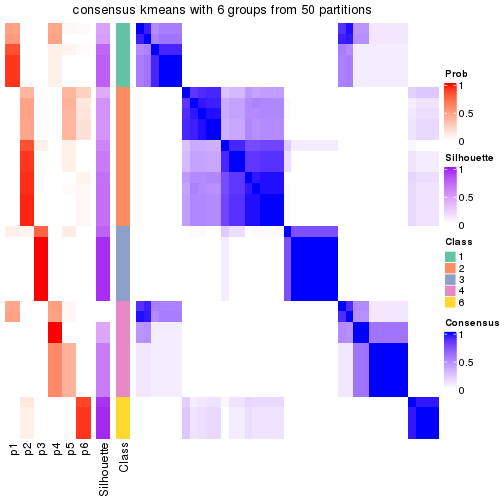 consensus kmeans with 6 groups from 50 partitions
p1
p2
p3
p4
p5
p6
Silhouette
Class
Prob
1
0.5
0
Silhouette
1
0.5
0
Class
1
2
3
4
6
Consensus
1
0.5
0